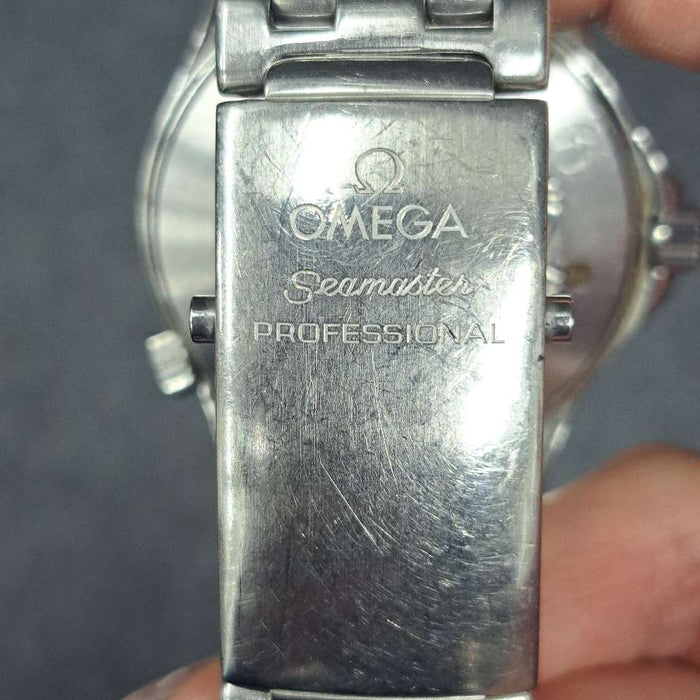 Ω
OMEGA
Seamaster
PROFESSIONAL